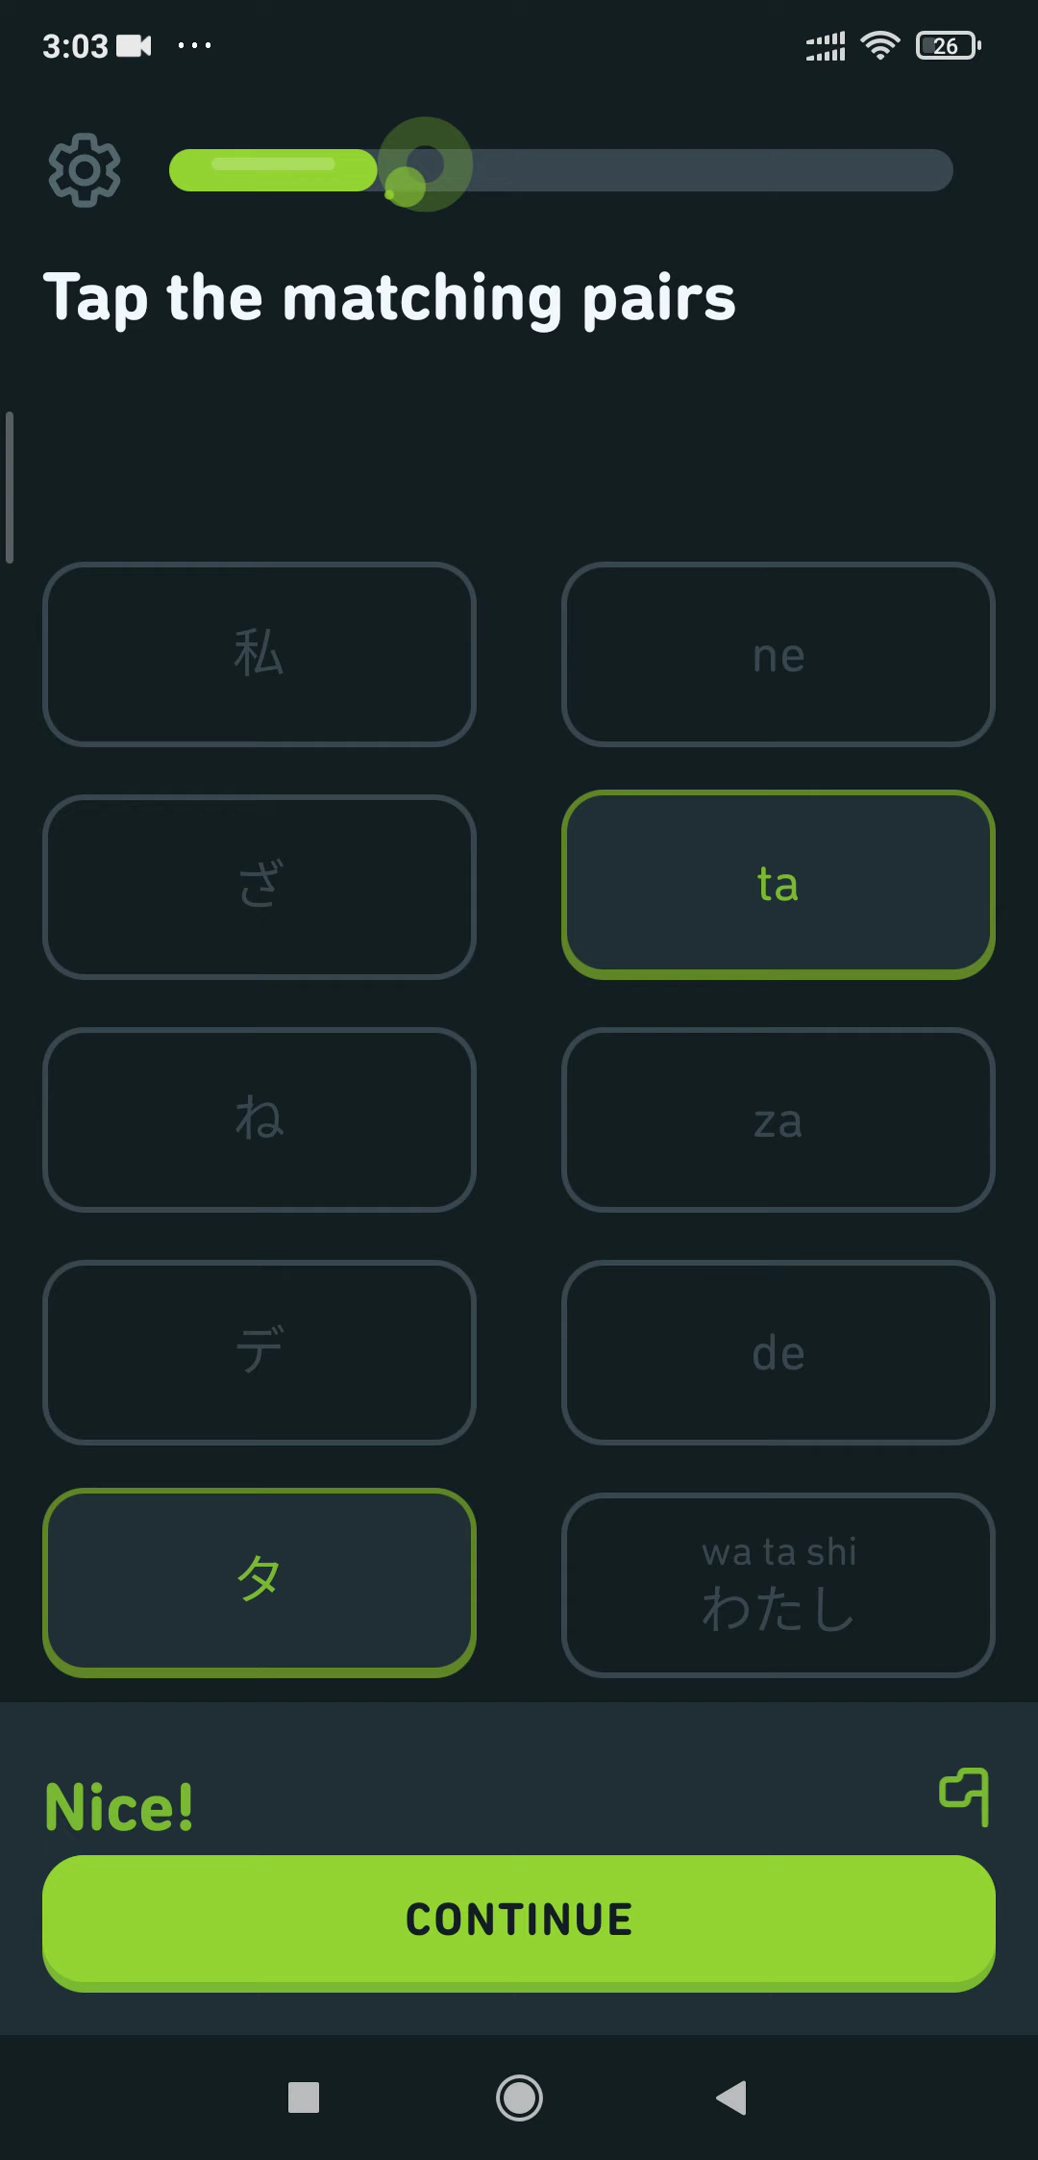 3:03 ... 26
Tap the matching pairs
私 ne
ざ ta
ね za
デ de
タ wa ta shi
わたし
Nice!
CONTINUE